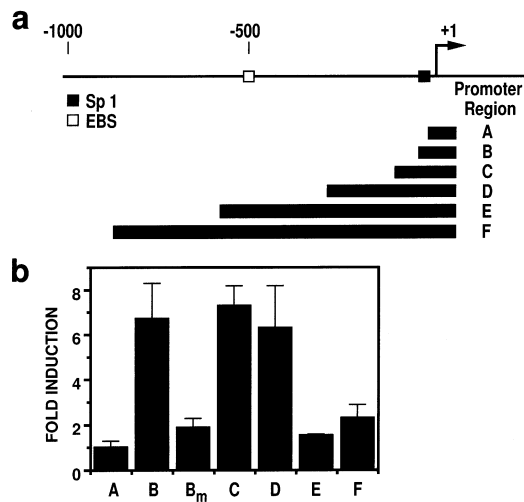 a
-1000 -500 +1
Sp 1
EBS
Promoter
Region
A
B
C
D
E
F
b
FOLD INDUCTION
8
6
4
2
0
A B Bm C D E F